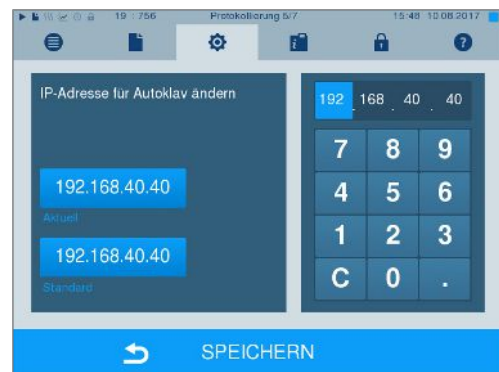 19 : 756 Protokollierung 5/7 15:48 10.08.2017
IP-Adresse für Autoklav ändern
192.168.40.40
Aktuell
192.168.40.40
Standard
192 . 168 . 40 . 40
7 8 9
4 5 6
1 2 3
C 0 .
SPEICHERN